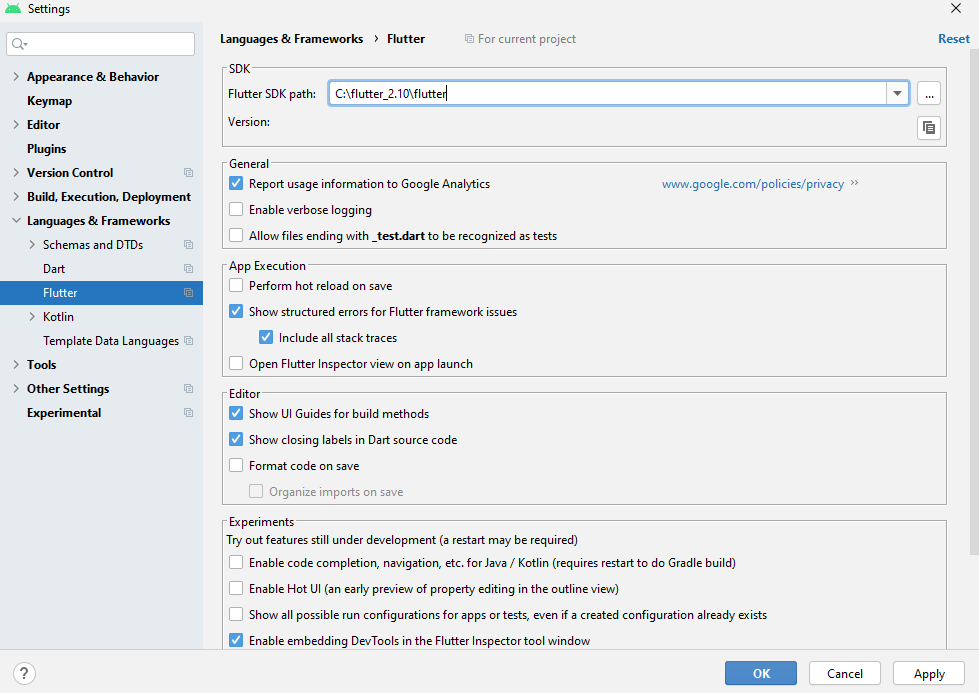 Settings
Languages & Frameworks › Flutter For current project Reset
Appearance & Behavior
Keymap
Editor
Plugins
Version Control
Build, Execution, Deployment
Languages & Frameworks
Schemas and DTDs
Dart
Flutter
Kotlin
Template Data Languages
Tools
Other Settings
Experimental
SDK
Flutter SDK path: C:\flutter_2.10\flutter ...
Version:
General
Report usage information to Google Analytics www.google.com/policies/privacy
Enable verbose logging
Allow files ending with _test.dart to be recognized as tests
App Execution
Perform hot reload on save
Show structured errors for Flutter framework issues
Include all stack traces
Open Flutter Inspector view on app launch
Editor
Show UI Guides for build methods
Show closing labels in Dart source code
Format code on save
Organize imports on save
Experiments
Try out features still under development (a restart may be required)
Enable code completion, navigation, etc. for Java / Kotlin (requires restart to do Gradle build)
Enable Hot UI (an early preview of property editing in the outline view)
Show all possible run configurations for apps or tests, even if a created configuration already exists
Enable embedding DevTools in the Flutter Inspector tool window
? OK Cancel Apply